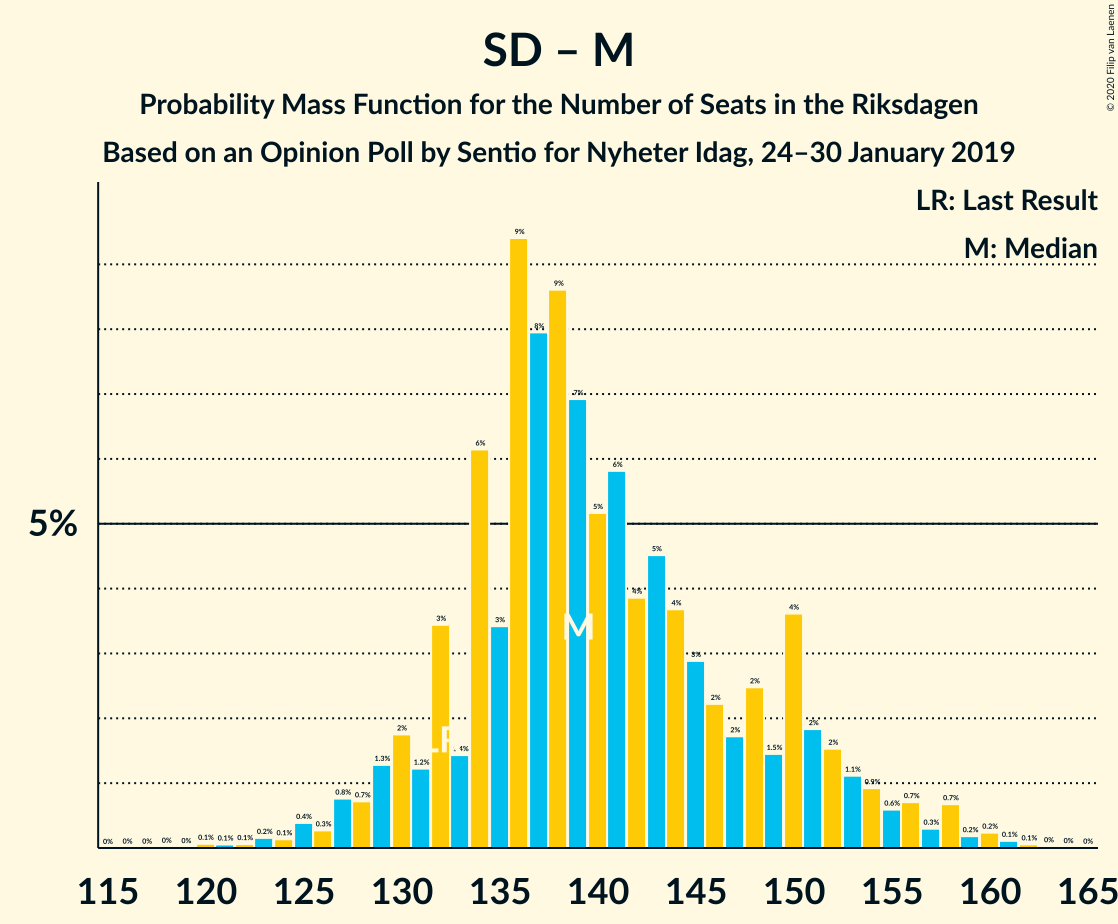 SD – M
Probability Mass Function for the Number of Seats in the Riksdagen
Based on an Opinion Poll by Sentio for Nyheter Idag, 24–30 January 2019
© 2020 Filip van Laenen
LR: Last Result
M: Median
5%
0% 0% 0% 0% 0% 0.1% 0.1% 0.1% 0.2% 0.1% 0.4% 0.3% 0.8% 0.7% 1.3% 2% 1.2% 3% 6% 3% 9% 8% 9% 7% 5% 6% 4% 5% 4% 3% 2% 2% 2% 1.5% 4% 2% 2% 1.1% 0.9% 0.6% 0.7% 0.3% 0.7% 0.2% 0.2% 0.1% 0.1% 0% 0% 0%
LR
M
115 120 125 130 135 140 145 150 155 160 165